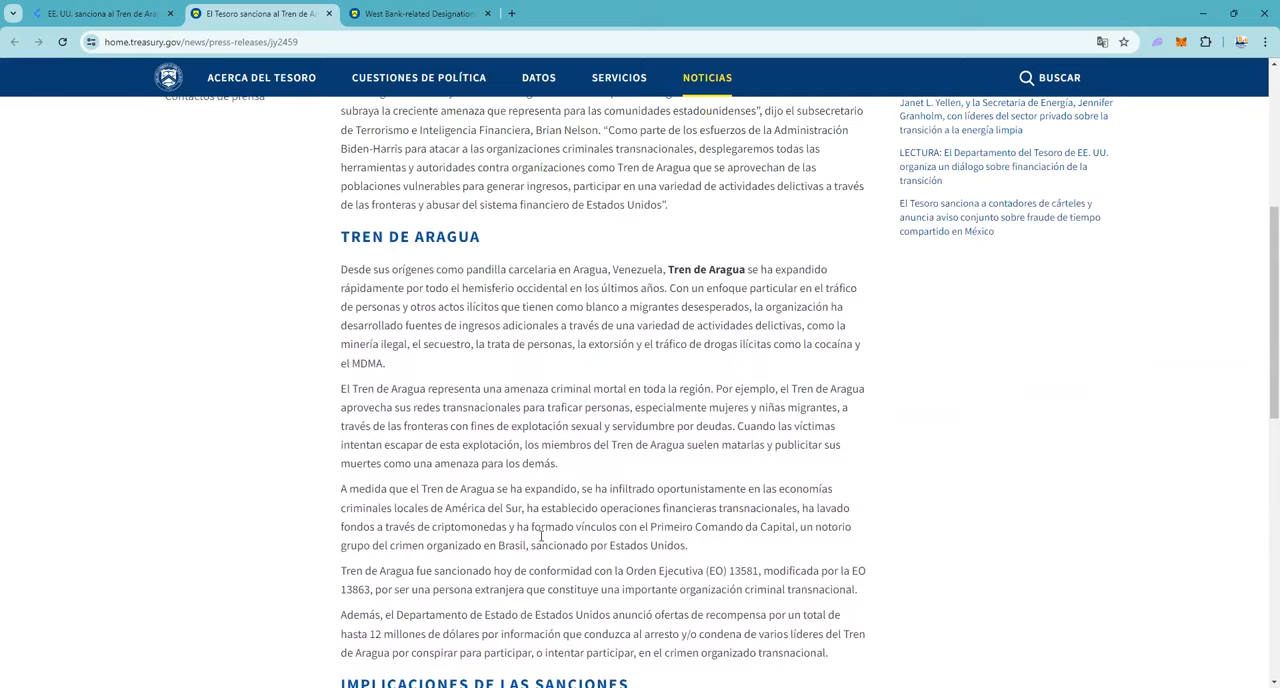 EE. UU. sanciona al Tren de Ara
El Tesoro sanciona al Tren de Ar
West Bank-related Designation
home.treasury.gov/news/press-releases/jy2459
ACERCA DEL TESORO
CUESTIONES DE POLÍTICA
DATOS
SERVICIOS
NOTICIAS
BUSCAR
Contactos de prensa
subraya la creciente amenaza que representa para las comunidades estadounidenses”, dijo el subsecretario
de Terrorismo e Inteligencia Financiera, Brian Nelson. “Como parte de los esfuerzos de la Administración
Biden-Harris para atacar a las organizaciones criminales transnacionales, desplegaremos todas las
herramientas y autoridades contra organizaciones como Tren de Aragua que se aprovechan de las
poblaciones vulnerables para generar ingresos, participar en una variedad de actividades delictivas a través
de las fronteras y abusar del sistema financiero de Estados Unidos”.
TREN DE ARAGUA
Desde sus orígenes como pandilla carcelaria en Aragua, Venezuela, Tren de Aragua se ha expandido
rápidamente por todo el hemisferio occidental en los últimos años. Con un enfoque particular en el tráfico
de personas y otros actos ilícitos que tienen como blanco a migrantes desesperados, la organización ha
desarrollado fuentes de ingresos adicionales a través de una variedad de actividades delictivas, como la
minería ilegal, el secuestro, la trata de personas, la extorsión y el tráfico de drogas ilícitas como la cocaína y
el MDMA.
El Tren de Aragua representa una amenaza criminal mortal en toda la región. Por ejemplo, el Tren de Aragua
aprovecha sus redes transnacionales para traficar personas, especialmente mujeres y niñas migrantes, a
través de las fronteras con fines de explotación sexual y servidumbre por deudas. Cuando las víctimas
intentan escapar de esta explotación, los miembros del Tren de Aragua suelen matarlas y publicitar sus
muertes como una amenaza para los demás.
A medida que el Tren de Aragua se ha expandido, se ha infiltrado oportunistamente en las economías
criminales locales de América del Sur, ha establecido operaciones financieras transnacionales, ha lavado
fondos a través de criptomonedas y ha formado vínculos con el Primeiro Comando da Capital, un notorio
grupo del crimen organizado en Brasil, sancionado por Estados Unidos.
Tren de Aragua fue sancionado hoy de conformidad con la Orden Ejecutiva (EO) 13581, modificada por la EO
13863, por ser una persona extranjera que constituye una importante organización criminal transnacional.
Además, el Departamento de Estado de Estados Unidos anunció ofertas de recompensa por un total de
hasta 12 millones de dólares por información que conduzca al arresto y/o condena de varios líderes del Tren
de Aragua por conspirar para participar, o intentar participar, en el crimen organizado transnacional.
IMPLICACIONES DE LAS SANCIONES
Janet L. Yellen, y la Secretaria de Energía, Jennifer
Granholm, con líderes del sector privado sobre la
transición a la energía limpia
LECTURA: El Departamento del Tesoro de EE. UU.
organiza un diálogo sobre financiación de la
transición
El Tesoro sanciona a contadores de cárteles y
anuncia aviso conjunto sobre fraude de tiempo
compartido en México